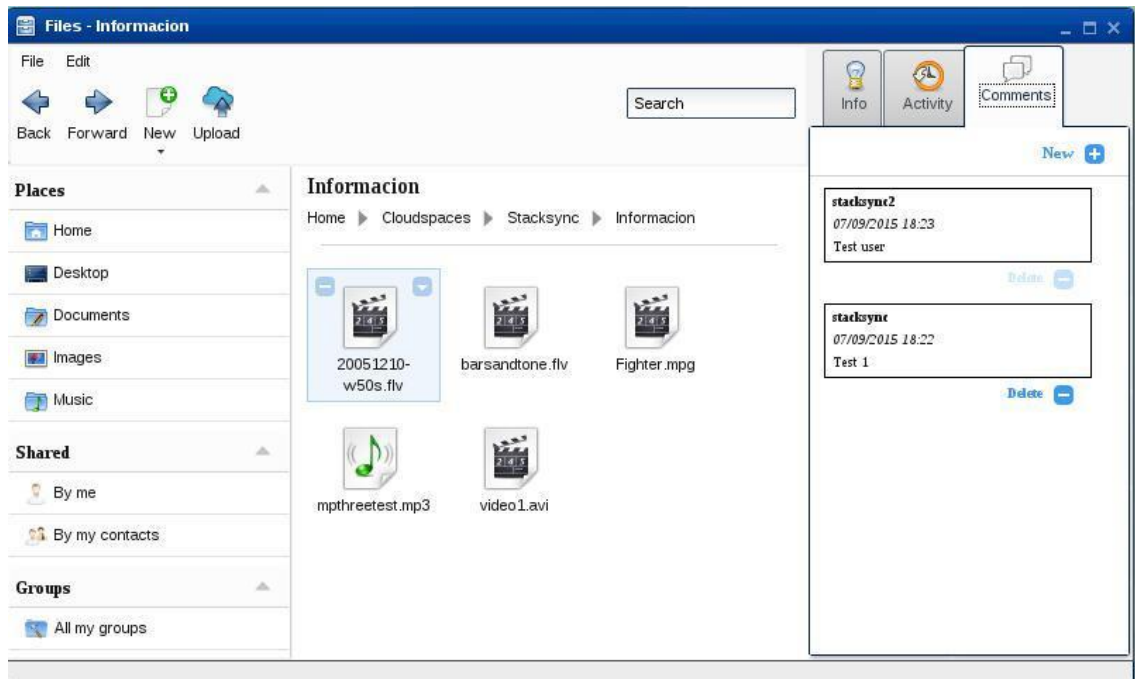 Files - Informacion
File Edit
Back Forward New Upload
Search
Info
Activity
Comments
New
Places
Home
Desktop
Documents
Images
Music
Shared
By me
By my contacts
Groups
All my groups
Informacion
Home Cloudspaces Stacksync Informacion
20051210-
w50s.flv
barsandtone.flv
Fighter.mpg
mpthreetest.mp3
video1.avi
stacksync2
07/09/2015 18:23
Test user
Delete
stacksync
07/09/2015 18:22
Test 1
Delete